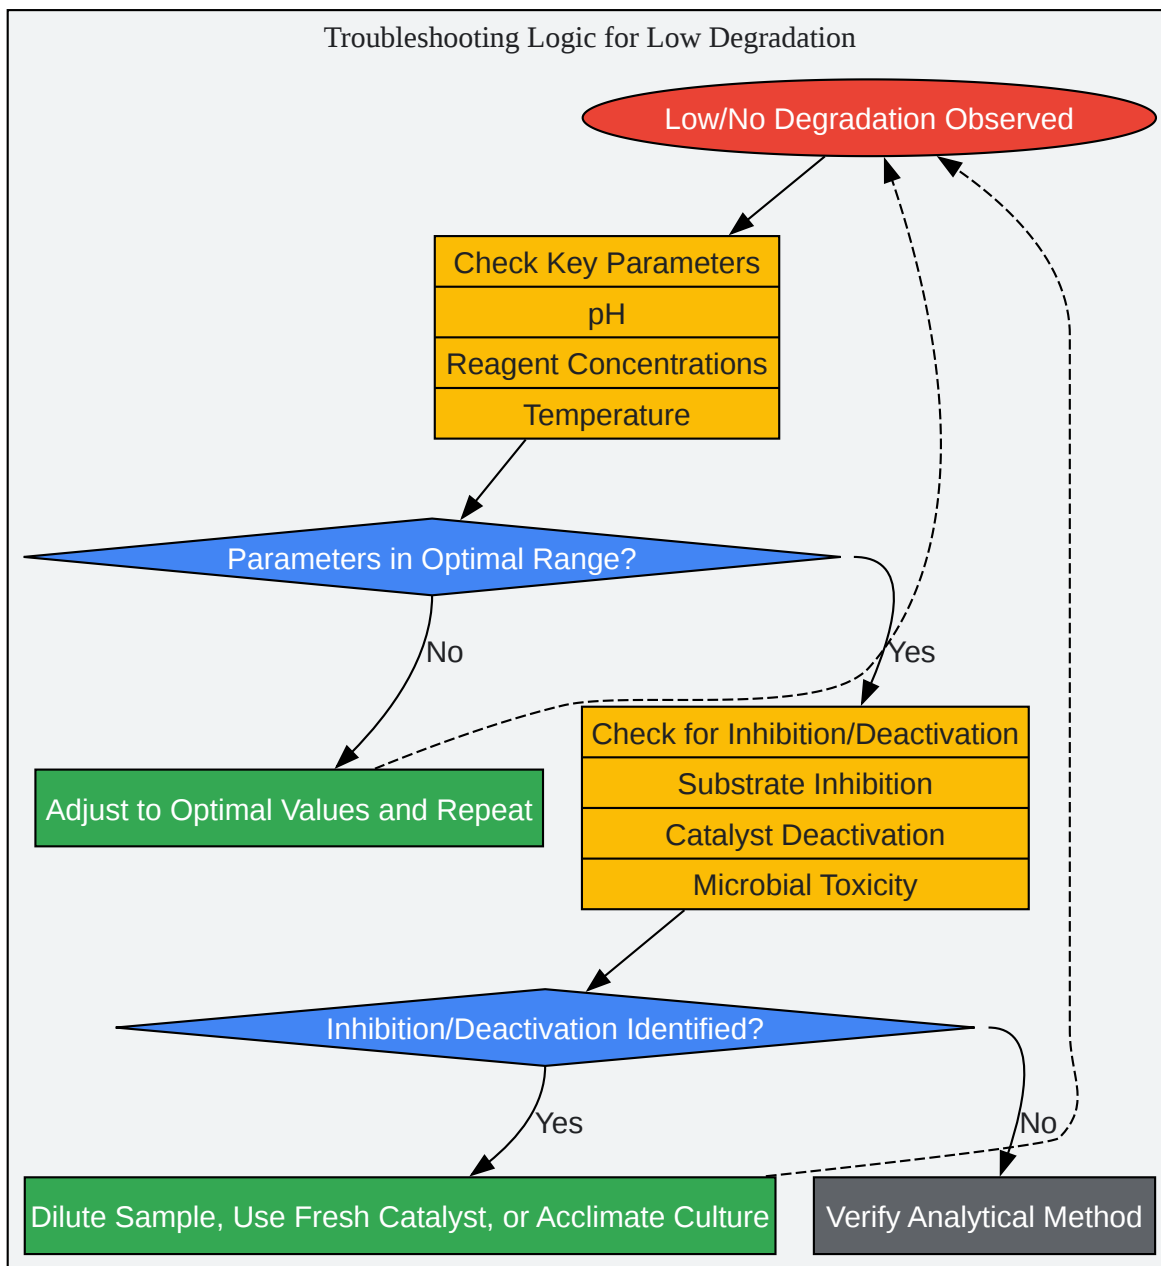 Troubleshooting Logic for Low Degradation
Low/No Degradation Observed
Check Key Parameters
pH
Reagent Concentrations
Temperature
Parameters in Optimal Range?
No
Yes
Adjust to Optimal Values and Repeat
Check for Inhibition/Deactivation
Substrate Inhibition
Catalyst Deactivation
Microbial Toxicity
Inhibition/Deactivation Identified?
Yes
No
Dilute Sample, Use Fresh Catalyst, or Acclimate Culture
Verify Analytical Method